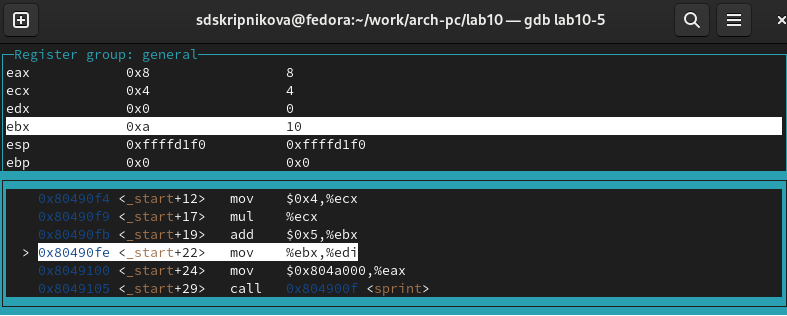 sdskripnikova@fedora:~/work/arch-pc/lab10 — gdb lab10-5
Register group: general
eax 0x8 8
ecx 0x4 4
edx 0x0 0
ebx 0xa 10
esp 0xffffd1f0 0xffffd1f0
ebp 0x0 0x0
0x80490f4 <_start+12> mov $0x4,%ecx
0x80490f9 <_start+17> mul %ecx
0x80490fb <_start+19> add $0x5,%ebx
> 0x80490fe <_start+22> mov %ebx,%edi
0x8049100 <_start+24> mov $0x804a000,%eax
0x8049105 <_start+29> call 0x804900f <sprint>